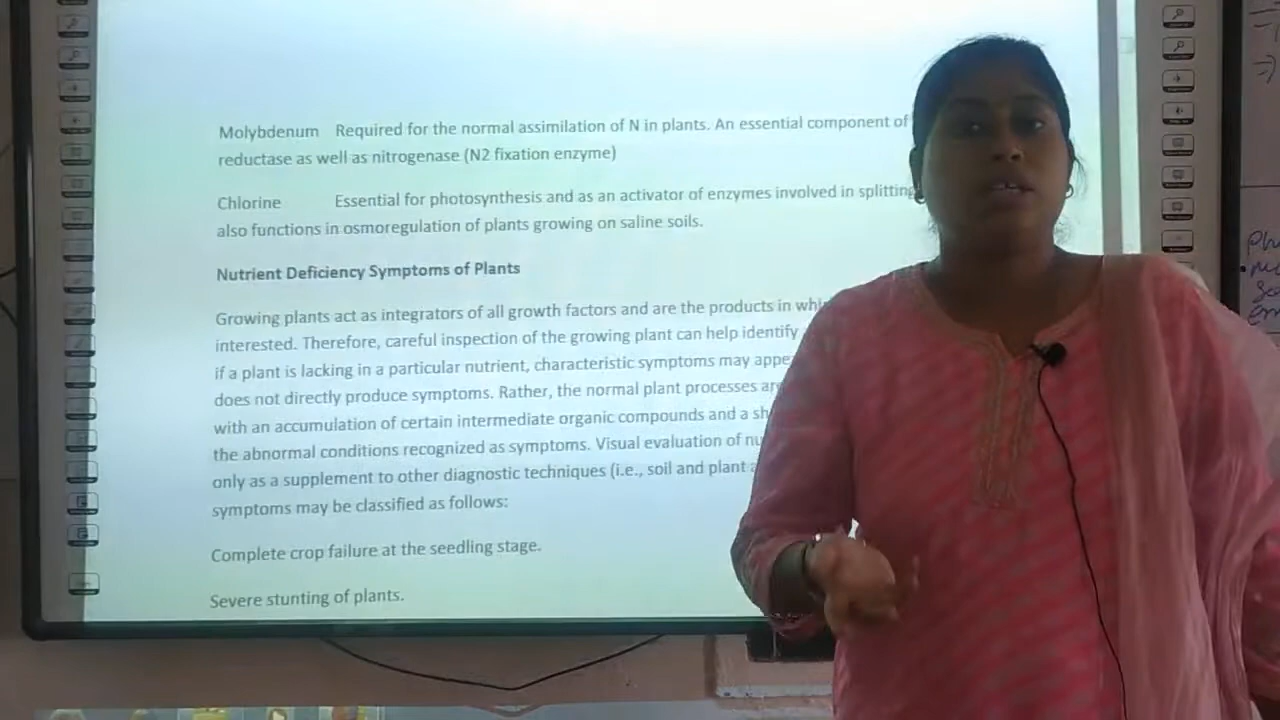 Molybdenum Required for the normal assimilation of N in plants. An essential component of
reductase as well as nitrogenase (N2 fixation enzyme)
Chlorine Essential for photosynthesis and as an activator of enzymes involved in splitting
also functions in osmoregulation of plants growing on saline soils.
Nutrient Deficiency Symptoms of Plants
Growing plants act as integrators of all growth factors and are the products in
interested. Therefore, careful inspection of the growing plant can help identify
if a plant is lacking in a particular nutrient, characteristic symptoms may
does not directly produce symptoms. Rather, the normal plant processes
with an accumulation of certain intermediate organic compounds and a
the abnormal conditions recognized as symptoms. Visual evaluation of
only as a supplement to other diagnostic techniques (i.e., soil and plant
symptoms may be classified as follows:
Complete crop failure at the seedling stage.
Severe stunting of plants.